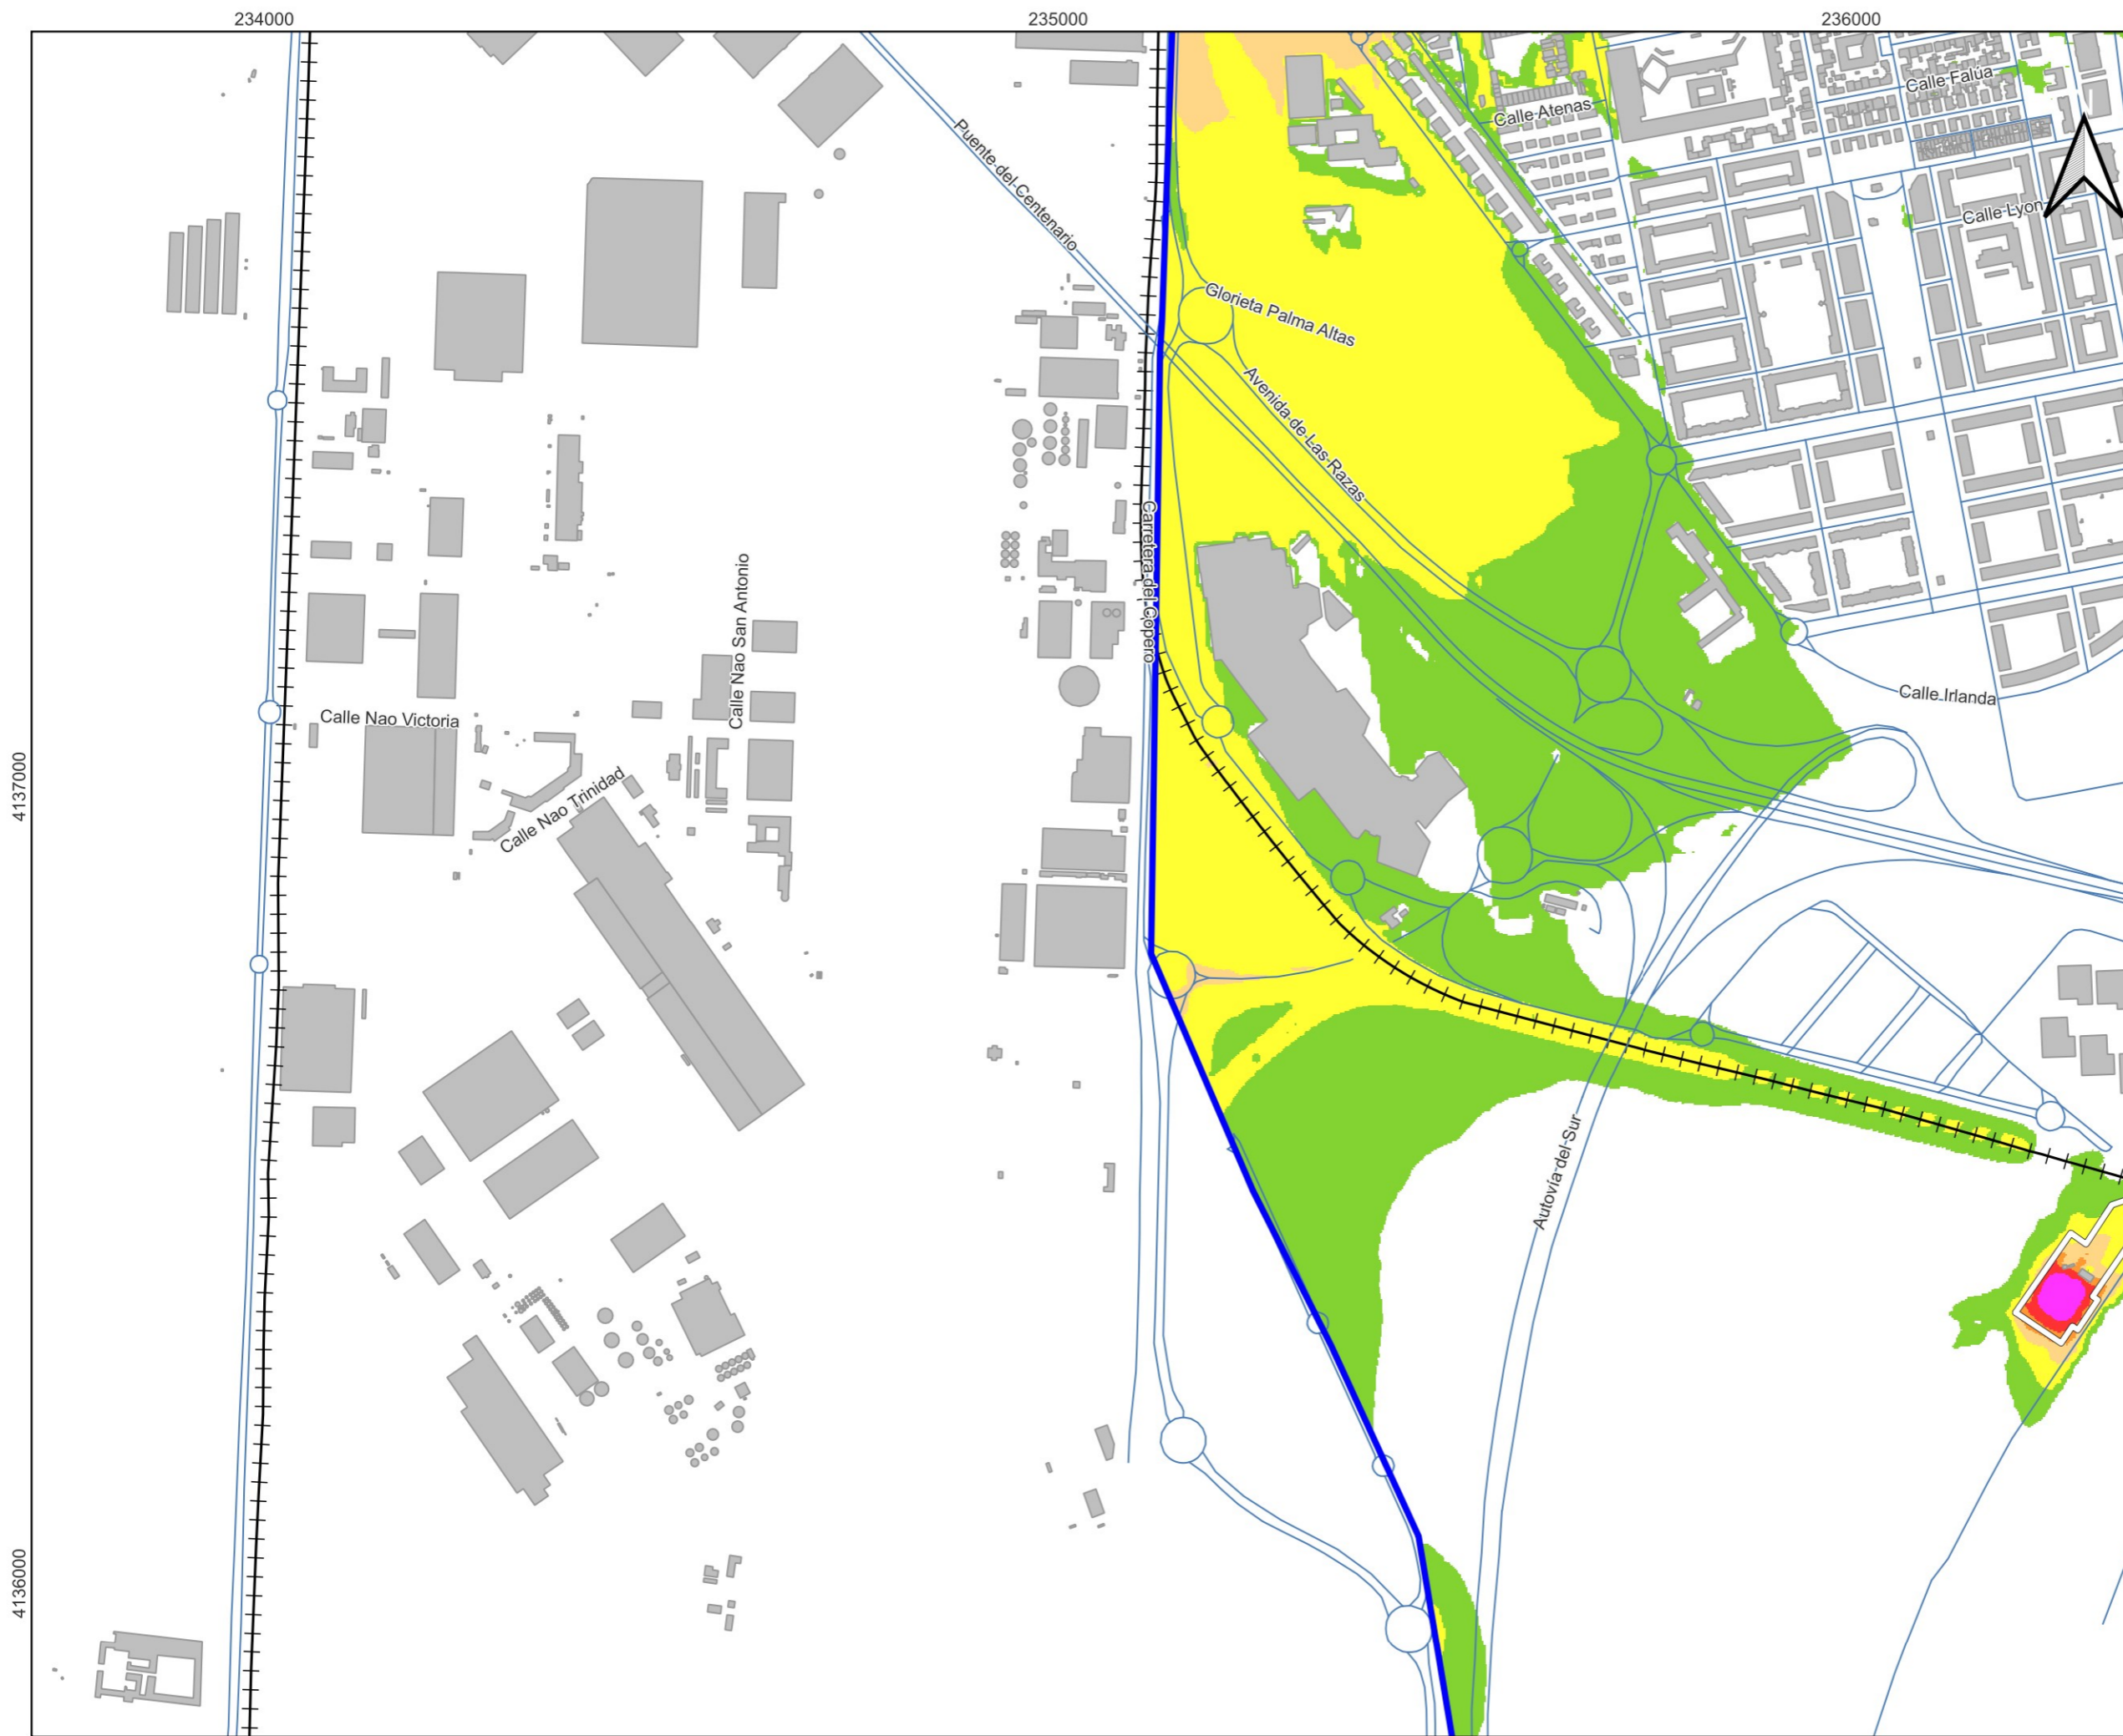 234000
235000
236000
Calle Falúa
Calle Atenas
N
Puente del Centenario
Calle Lyon
Glorieta Palma Altas
Avenida de Las Razas
Carretera del Copero
Calle Nao San Antonio
Calle Irlanda
Calle Nao Victoria
4137000
Calle Nao Trinidad
Autovía del Sur
4136000